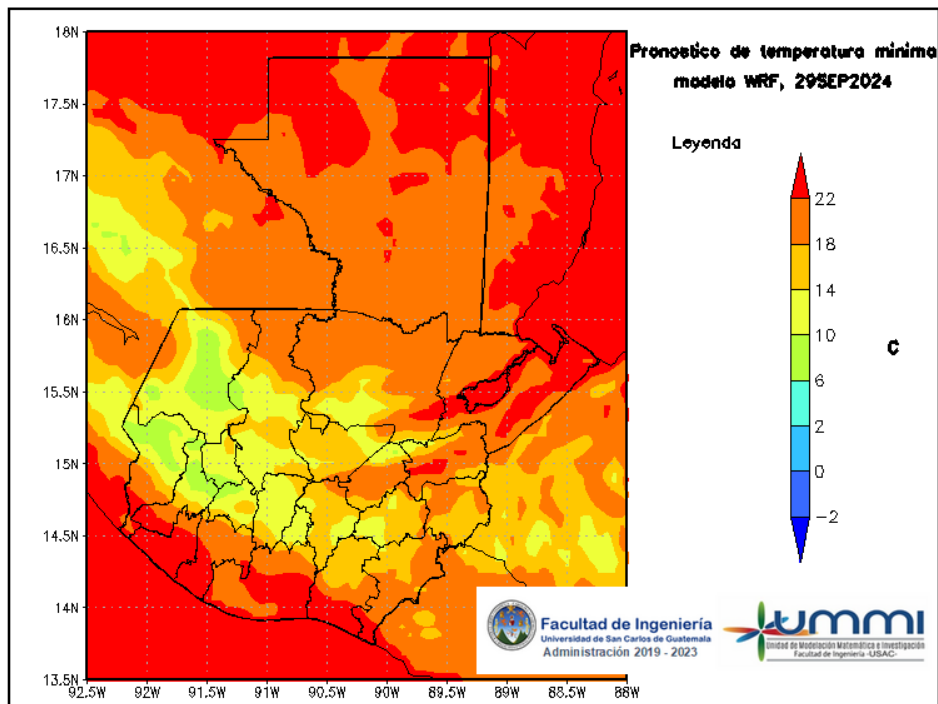 Pronostico de temperatura minima
modelo WRF, 29SEP2024
Leyenda
22
18
14
10
6
2
0
-2
C
18N
17.5N
17N
16.5N
16N
15.5N
15N
14.5N
14N
13.5N
92.5W 92W 91.5W 91W 90.5W 90W 89.5W 89W 88.5W 88W
Facultad de Ingeniería
Universidad de San Carlos de Guatemala
Administración 2019 - 2023
ummi
Unidad de Modelación Matemática e Investigación
Facultad de Ingeniería -USAC-